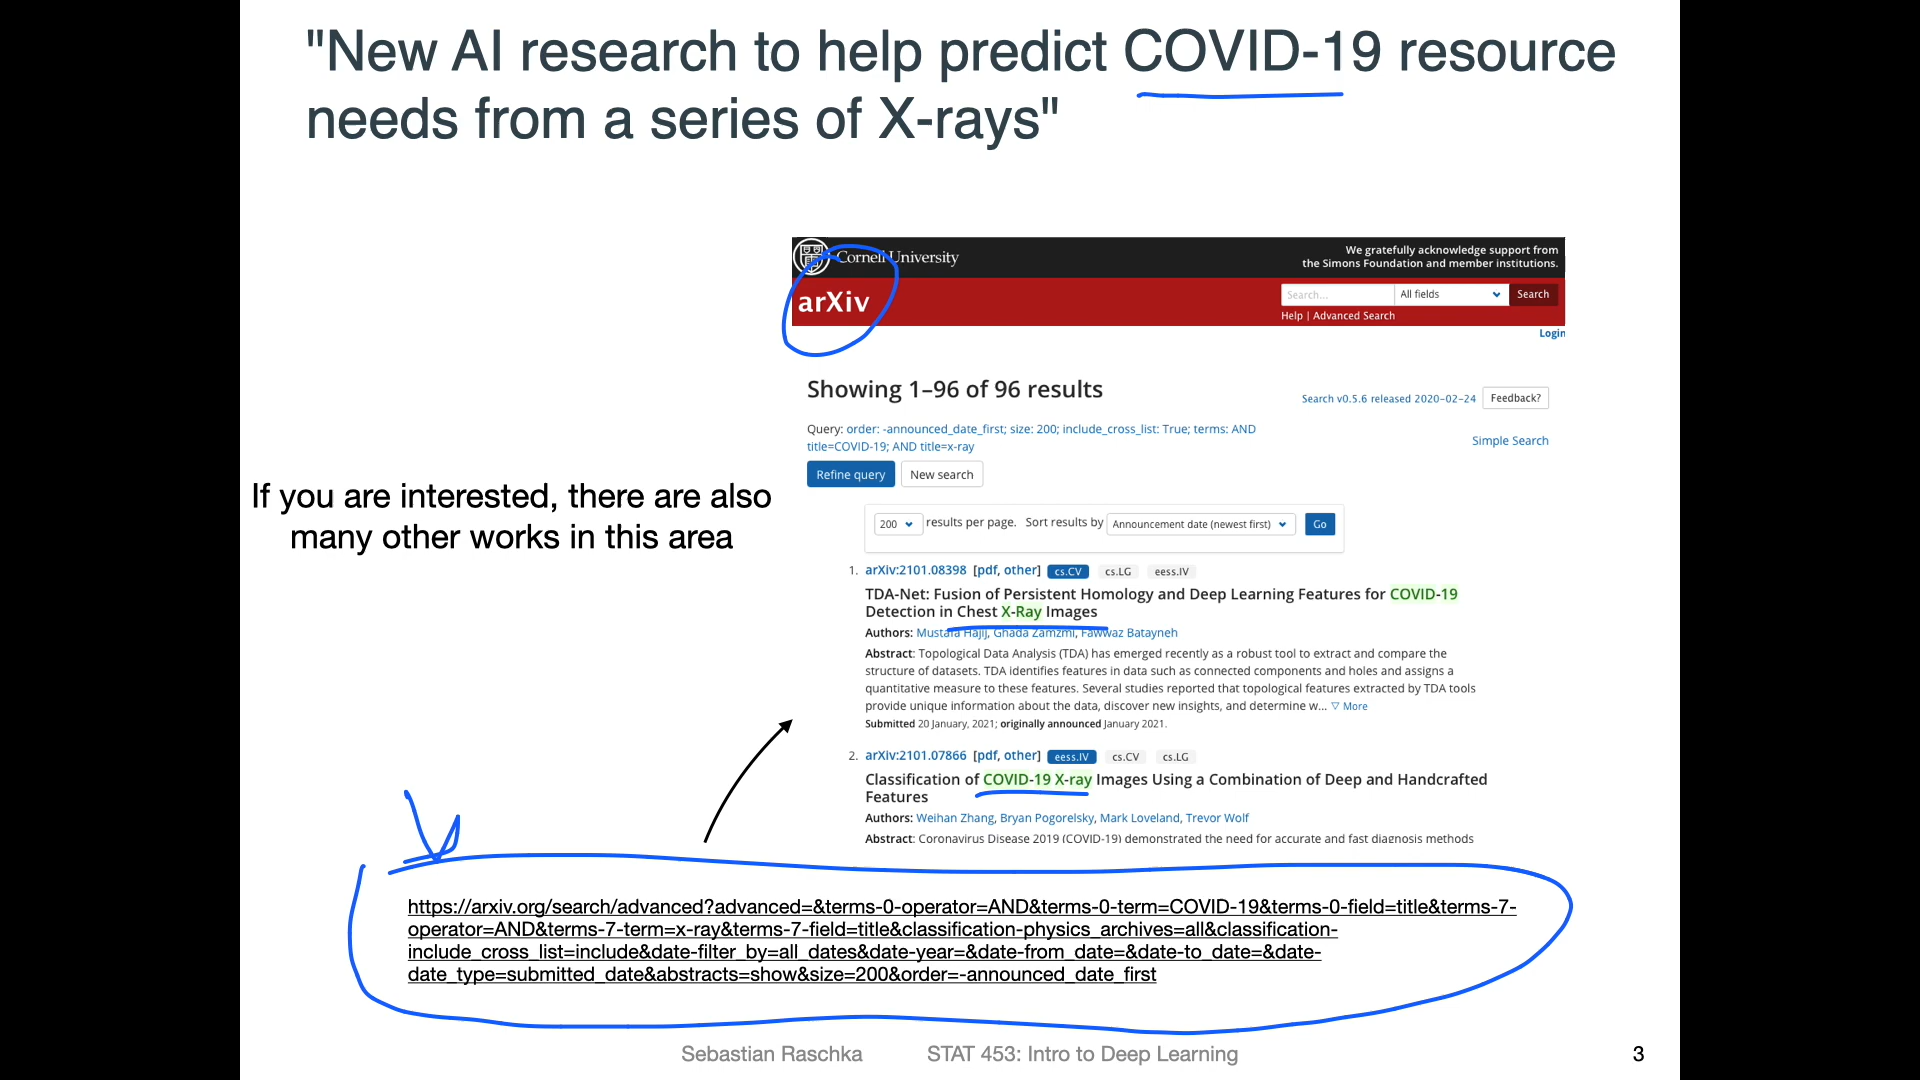 "New AI research to help predict COVID-19 resource
needs from a series of X-rays"
Cornell University
We gratefully acknowledge support from
the Simons Foundation and member institutions.
arXiv
Search...
All fields
Search
Help | Advanced Search
Login
Showing 1–96 of 96 results
Search v0.5.6 released 2020-02-24
Feedback?
Query: order: -announced_date_first; size: 200; include_cross_list: True; terms: AND
title=COVID-19; AND title=x-ray
Simple Search
Refine query
New search
If you are interested, there are also
many other works in this area
200 results per page. Sort results by Announcement date (newest first) Go
1. arXiv:2101.08398 [pdf, other] cs.CV cs.LG eess.IV
TDA-Net: Fusion of Persistent Homology and Deep Learning Features for COVID-19
Detection in Chest X-Ray Images
Authors: Mustafa Hajij, Ghada Zamzmi, Fawwaz Batayneh
Abstract: Topological Data Analysis (TDA) has emerged recently as a robust tool to extract and compare the
structure of datasets. TDA identifies features in data such as connected components and holes and assigns a
quantitative measure to these features. Several studies reported that topological features extracted by TDA tools
provide unique information about the data, discover new insights, and determine w... ▽ More
Submitted 20 January, 2021; originally announced January 2021.
2. arXiv:2101.07866 [pdf, other] eess.IV cs.CV cs.LG
Classification of COVID-19 X-ray Images Using a Combination of Deep and Handcrafted
Features
Authors: Weihan Zhang, Bryan Pogorelsky, Mark Loveland, Trevor Wolf
Abstract: Coronavirus Disease 2019 (COVID-19) demonstrated the need for accurate and fast diagnosis methods
https://arxiv.org/search/advanced?advanced=&terms-0-operator=AND&terms-0-term=COVID-19&terms-0-field=title&terms-7-
operator=AND&terms-7-term=x-ray&terms-7-field=title&classification-physics_archives=all&classification-
include_cross_list=include&date-filter_by=all_dates&date-year=&date-from_date=&date-to_date=&date-
date_type=submitted_date&abstracts=show&size=200&order=-announced_date_first
Sebastian Raschka
STAT 453: Intro to Deep Learning
3